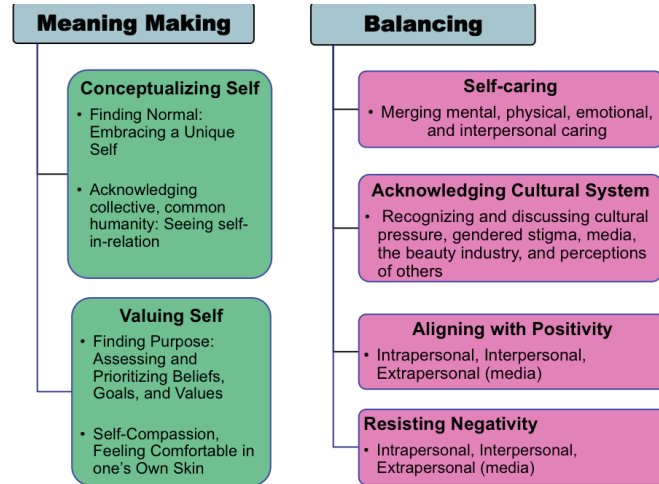 Meaning Making
Conceptualizing Self
• Finding Normal:
Embracing a Unique
Self
• Acknowledging
collective, common
humanity: Seeing self-
in-relation
Valuing Self
• Finding Purpose:
Assessing and
Prioritizing Beliefs,
Goals, and Values
• Self-Compassion,
Feeling Comfortable in
one's Own Skin
Balancing
Self-caring
• Merging mental, physical, emotional,
and interpersonal caring
Acknowledging Cultural System
• Recognizing and discussing cultural
pressure, gendered stigma, media,
the beauty industry, and perceptions
of others
Aligning with Positivity
• Intrapersonal, Interpersonal,
Extrapersonal (media)
Resisting Negativity
• Intrapersonal, Interpersonal,
Extrapersonal (media)